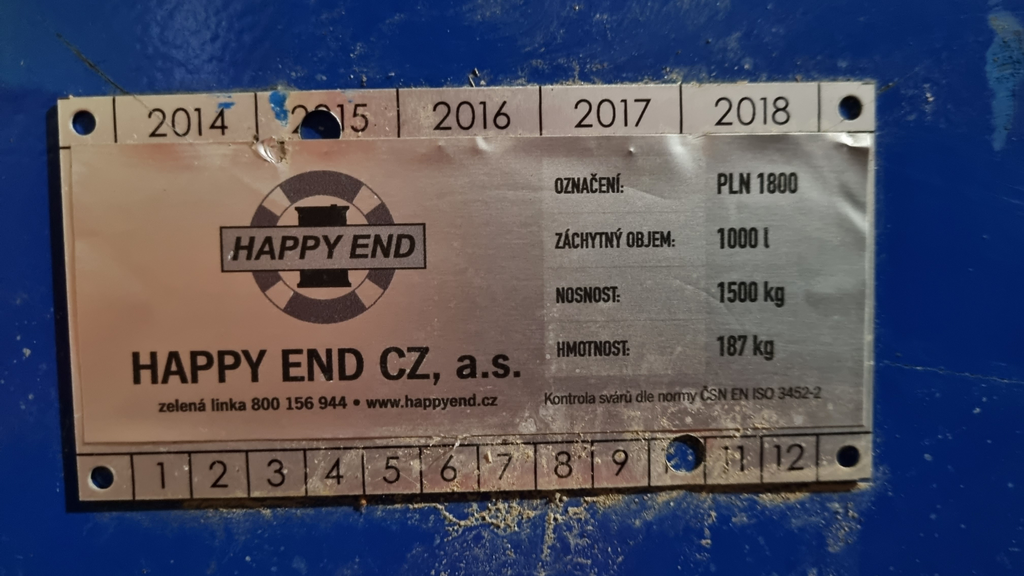 2014 2015 2016 2017 2018
HAPPY END
HAPPY END CZ, a.s.
zelená linka 800 156 944 • www.happyend.cz
OZNAČENÍ: PLN 1800
ZÁCHYTNÝ OBJEM: 1000 l
NOSNOST: 1500 kg
HMOTNOST: 187 kg
Kontrola svárů dle normy ČSN EN ISO 3452-2
1 2 3 4 5 6 7 8 9 11 12